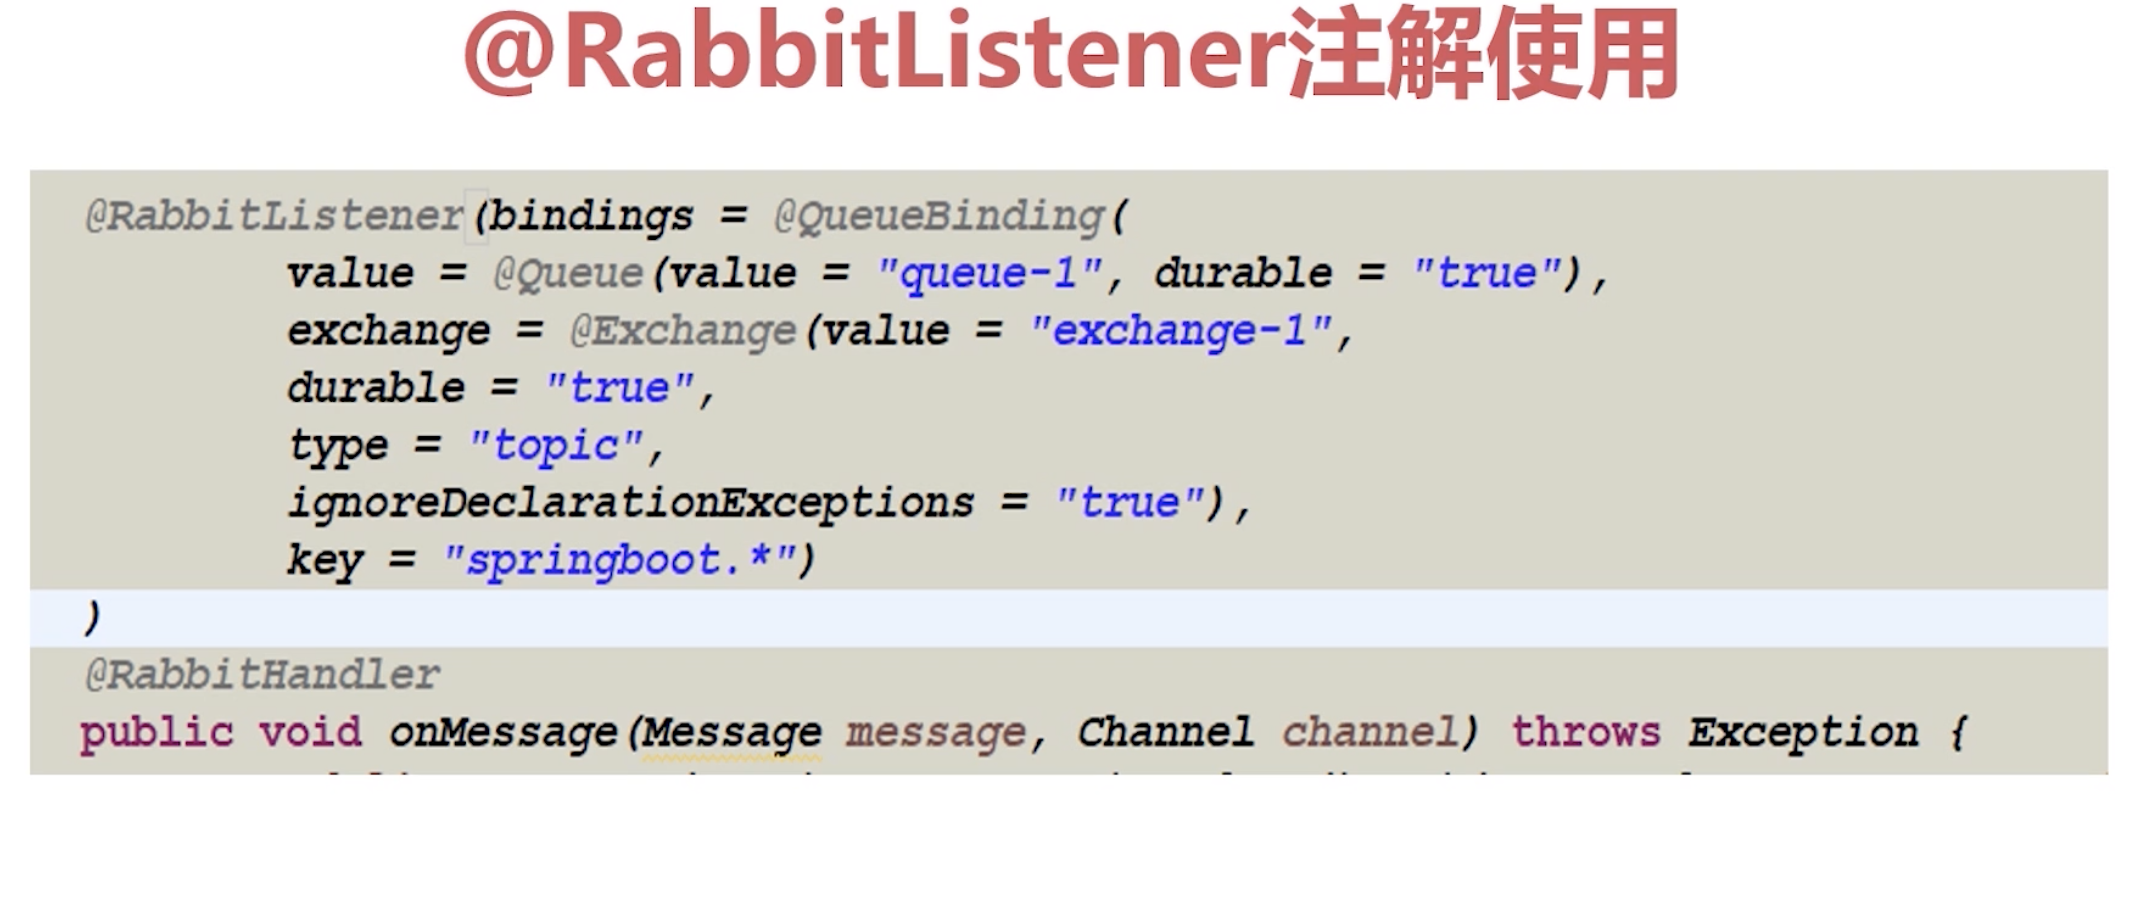 @RabbitListener注解使用
@RabbitListener(bindings = @QueueBinding(
value = @Queue(value = "queue-1", durable = "true"),
exchange = @Exchange(value = "exchange-1",
durable = "true",
type = "topic",
ignoreDeclarationExceptions = "true"),
key = "springboot.*")
)
@RabbitHandler
public void onMessage(Message message, Channel channel) throws Exception {